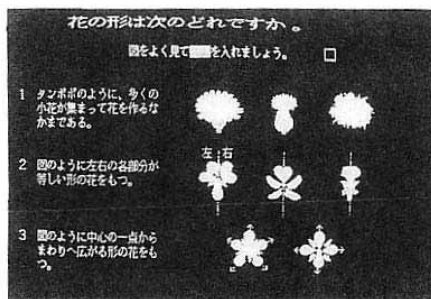 花の形は次のどれですか。
図をよく見て を入れましょう。
1 タンポポのように、多くの
小花が集まって花を作るな
かまである。
左 右
2 図のように左右の各部分が
等しい形の花をもつ。
3 図のように中心の一点から
まわりへ広がる形の花をも
つ。